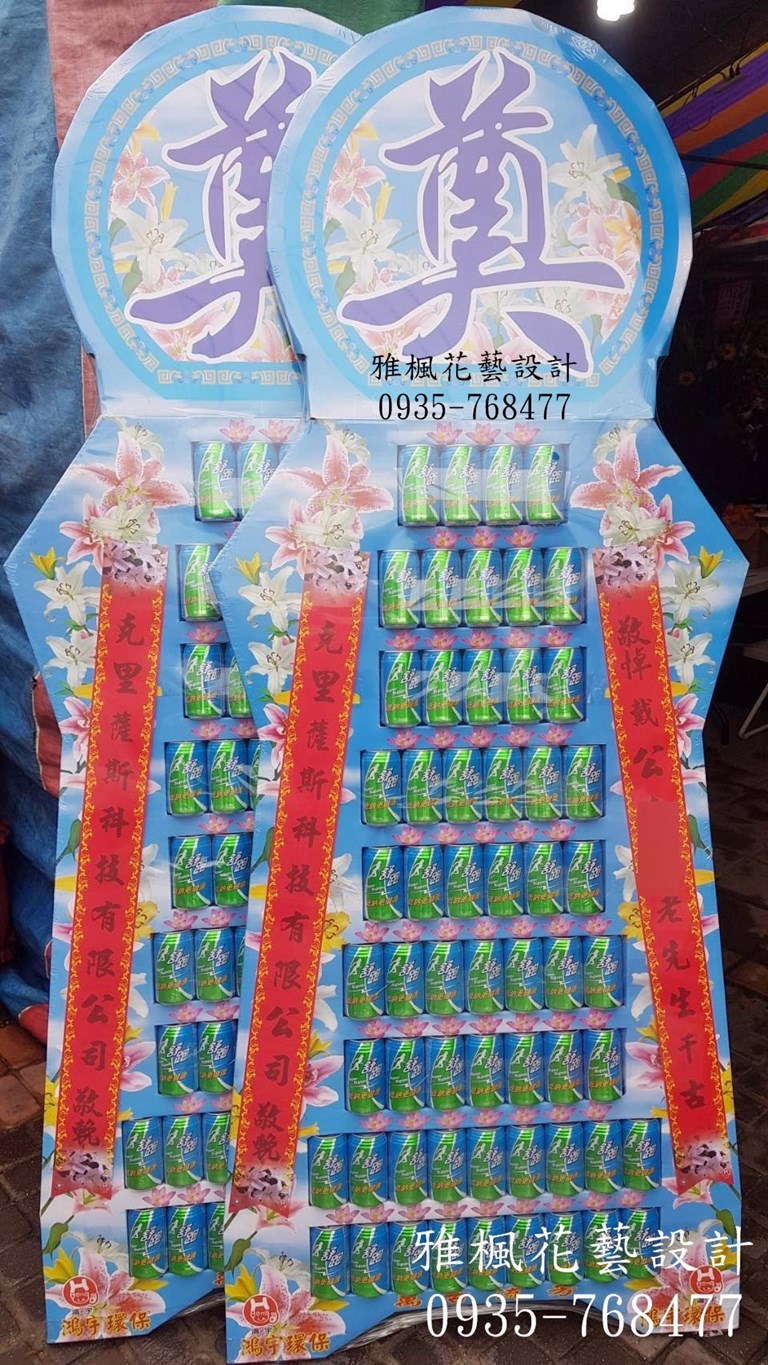 奠
奠
雅楓花藝設計
0935-768477
克里薩斯科技有限公司 敬輓
克里薩斯科技有限公司 敬輓
敬悼戴公
老先生千古
舒跑
雅楓花藝設計
0935-768477
鴻宇環保
鴻宇環保